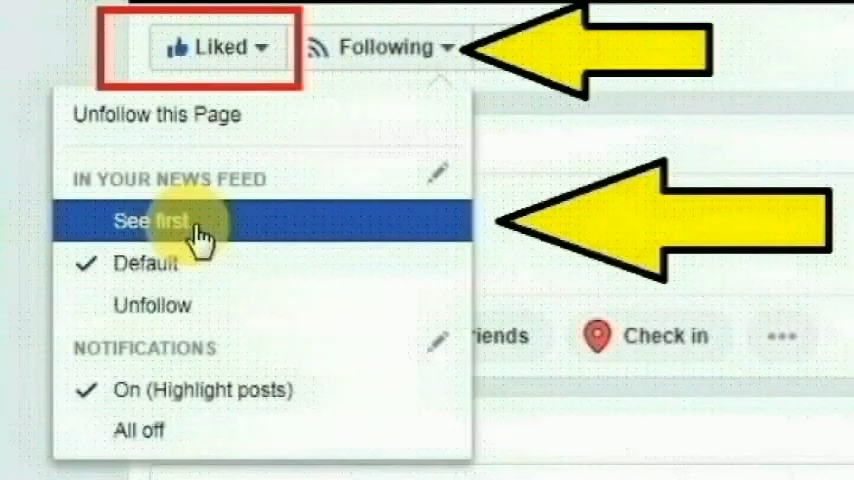 Liked Following
Unfollow this Page
IN YOUR NEWS FEED
See first
Default
Unfollow
riends Check in
NOTIFICATIONS
On (Highlight posts)
All off